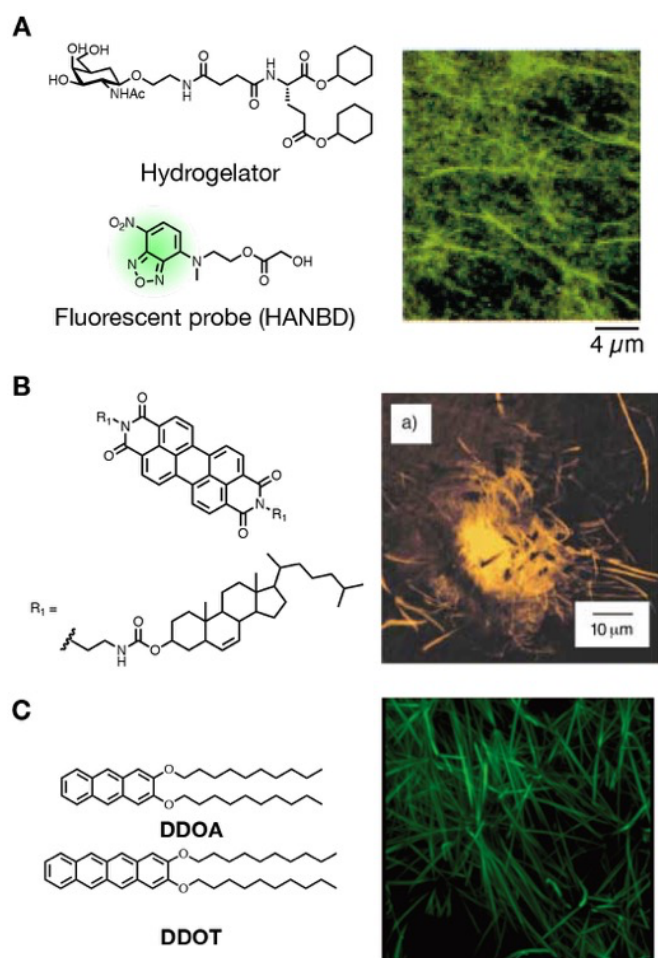 A
OH
OH
HO
NHAc
O
O
N
H
O
O
H
N
O
O
O
O
Hydrogelator
O₂N
N
O
N
N
O
O
OH
Fluorescent probe (HANBD)
4 μm
B
R₁
N
O
O
O
N
R₁
O
R₁ =
N
H
O
O
a)
10 μm
C
O
O
DDOA
O
O
DDOT